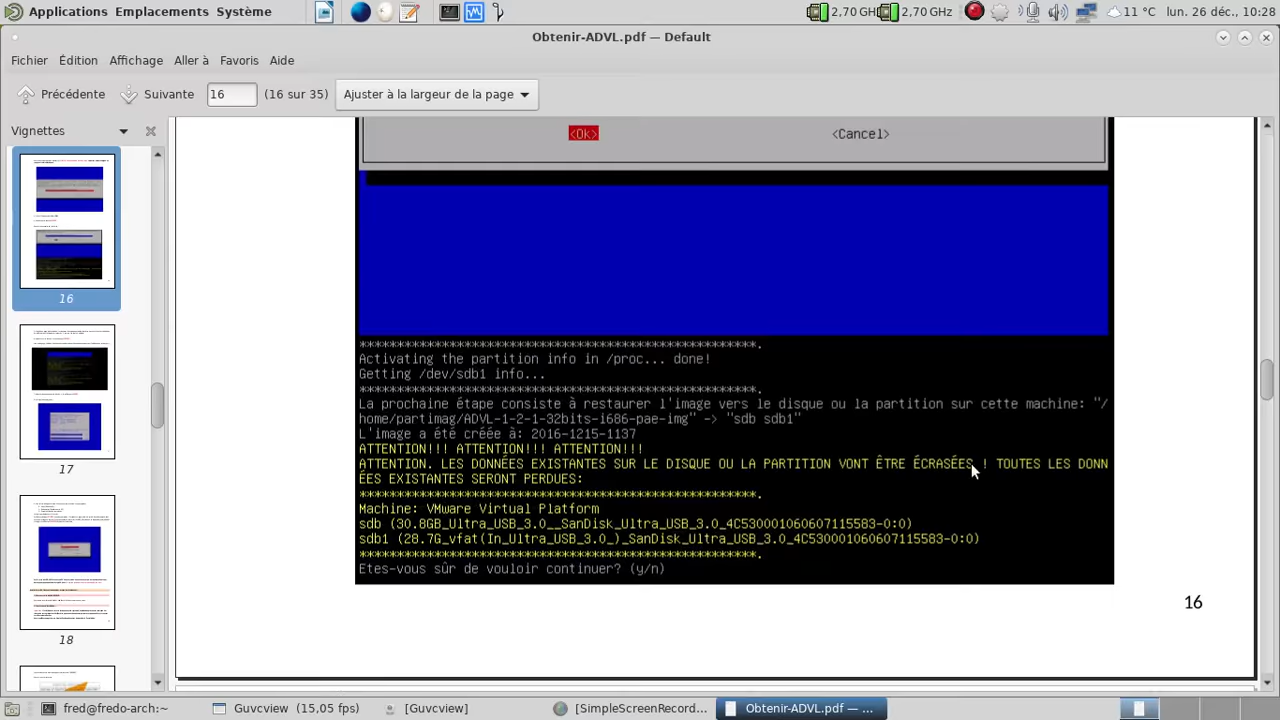 Applications Emplacements Système
2,70 GH 2,70 GHz
11 °C lun. 26 déc., 10:28
Obtenir-ADVL.pdf — Default
Fichier Édition Affichage Aller à Favoris Aide
Précédente Suivante 16 (16 sur 35) Ajuster à la largeur de la page
Vignettes
16
17
18
<Ok> <Cancel>
*****************************************************.
Activating the partition info in /proc... done!
Getting /dev/sdb1 info...
*****************************************************.
La prochaine étape consiste à restaurer l'image vers le disque ou la partition sur cette machine: "/
home/partimag/ADVL-1-2-1-32bits-i686-pae-img" -> "sdb sdb1"
L'image a été créée à: 2016-1215-1137
ATTENTION!!! ATTENTION!!! ATTENTION!!!
ATTENTION. LES DONNÉES EXISTANTES SUR LE DISQUE OU LA PARTITION VONT ÊTRE ÉCRASÉES ! TOUTES LES DONN
ÉES EXISTANTES SERONT PERDUES:
*****************************************************.
Machine: VMware Virtual Platform
sdb (30.8GB_Ultra_USB_3.0__SanDisk_Ultra_USB_3.0_4C530001060607115583-0:0)
sdb1 (28.7G_vfat(In_Ultra_USB_3.0_)_SanDisk_Ultra_USB_3.0_4C530001060607115583-0:0)
*****************************************************.
Etes-vous sûr de vouloir continuer? (y/n)
16
fred@fredo-arch:~ Guvcview (15,05 fps) [Guvcview] [SimpleScreenRecord... Obtenir-ADVL.pdf — ...